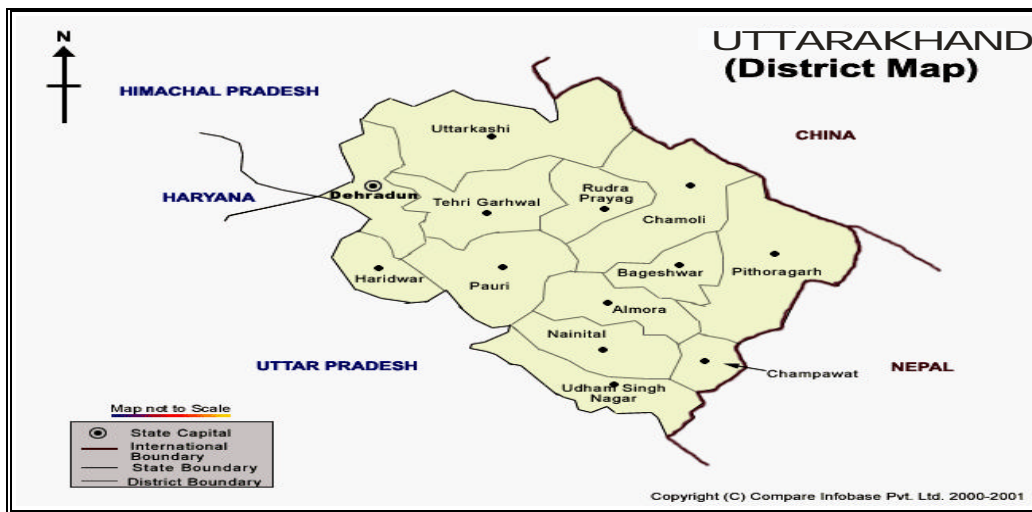 UTTARAKHAND
(District Map)
N
HIMACHAL PRADESH
CHINA
HARYANA
Uttarkashi
Dehradun
Tehri Garhwal
Rudra
Prayag
Chamoli
Haridwar
Pauri
Bageshwar
Pithoragarh
Almora
Nainital
UTTAR PRADESH
Champawat
NEPAL
Udham Singh
Nagar
Map not to Scale
State Capital
International
Boundary
State Boundary
District Boundary
Copyright (C) Compare Infobase Pvt. Ltd. 2000-2001